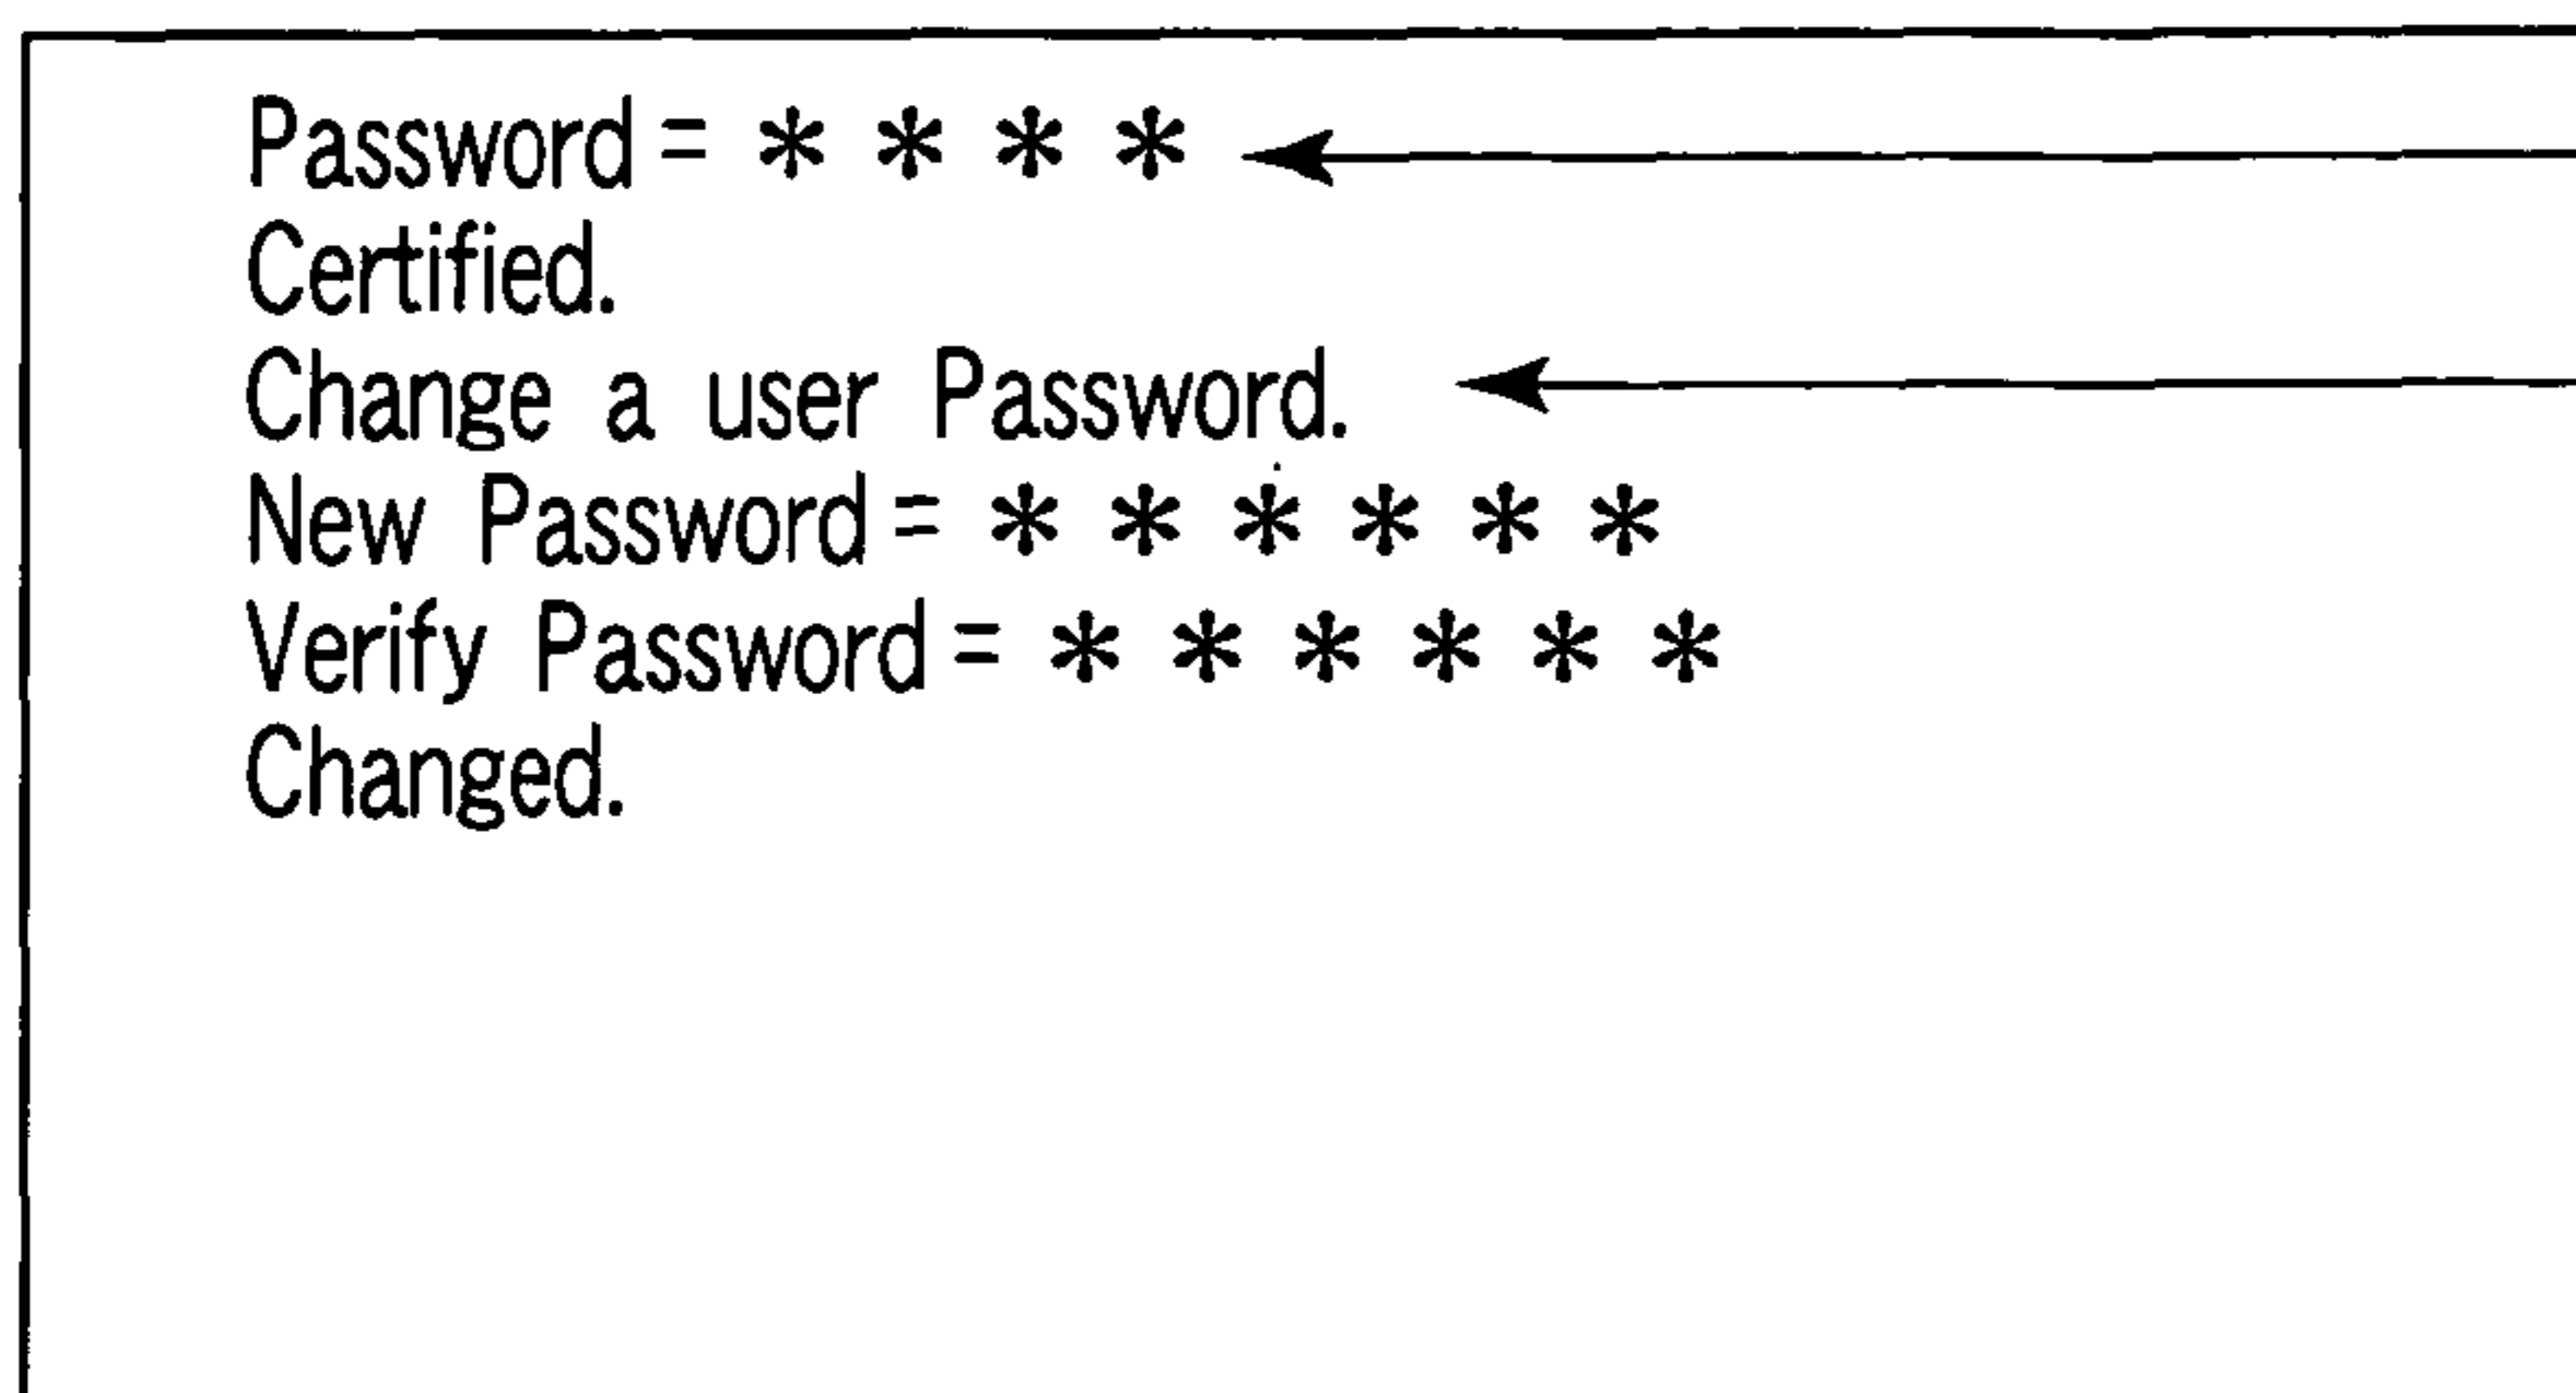 Password = * * * *
Certified.
Change a user Password.
New Password = * * * * * *
Verify Password = * * * * * *
Changed.